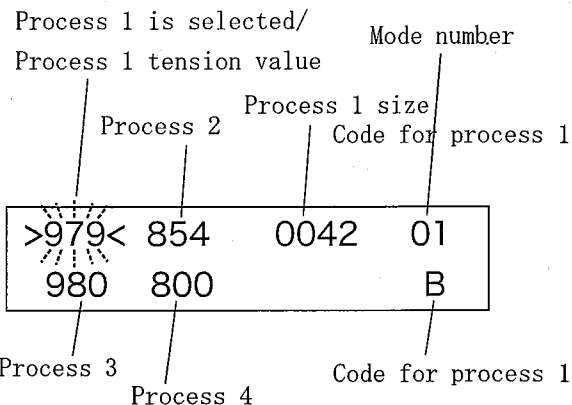 Process 1 is selected/
Process 1 tension value
Mode number
Process 1 size
Process 2
Code for process 1
>979< 854 0042 01
980 800 B
Process 3
Process 4
Code for process 1